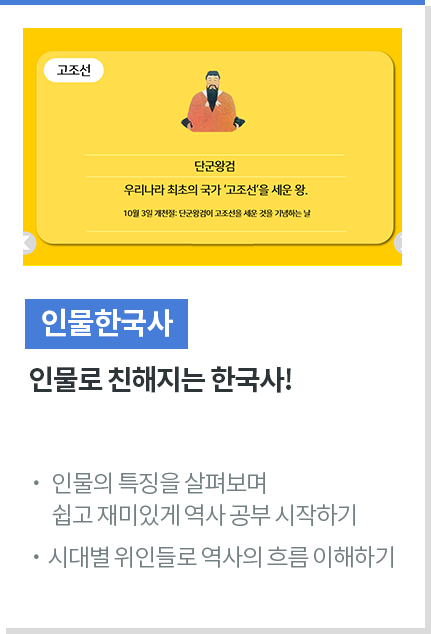 고조선
단군왕검
우리나라 최초의 국가 '고조선'을 세운 왕.
10월 3일 개천절: 단군왕검이 고조선을 세운 것을 기념하는 날
인물한국사
인물로 친해지는 한국사!
• 인물의 특징을 살펴보며
쉽고 재미있게 역사 공부 시작하기
• 시대별 위인들로 역사의 흐름 이해하기